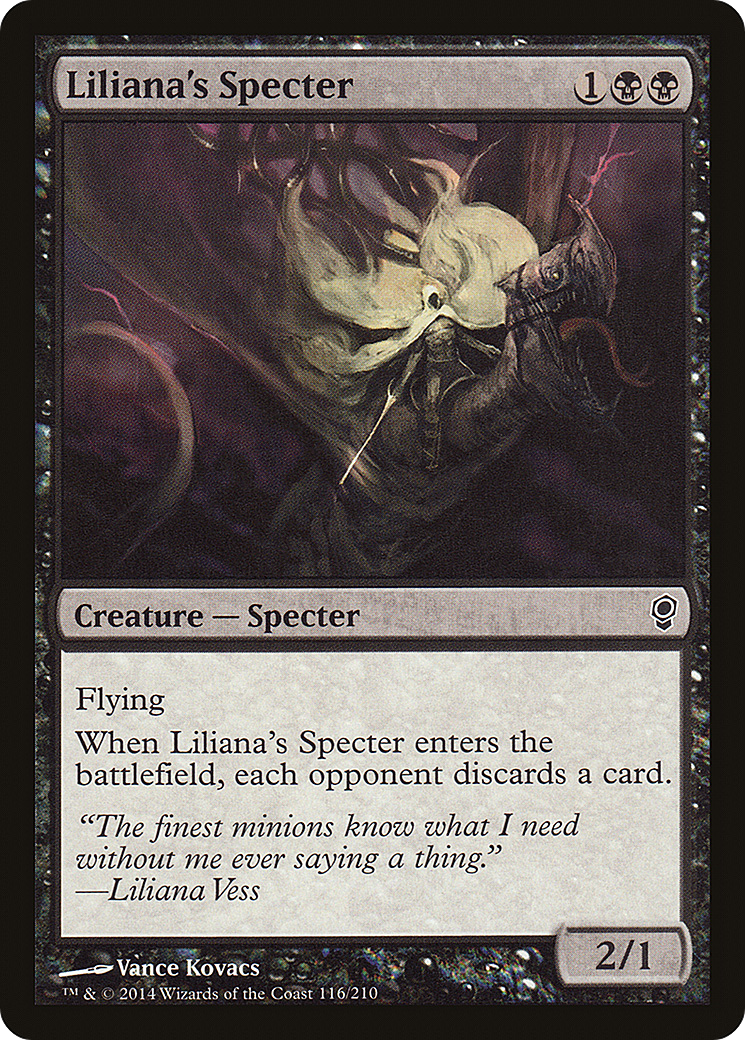 Liliana's Specter 1
Creature — Specter
Flying
When Liliana's Specter enters the
battlefield, each opponent discards a card.
“The finest minions know what I need
without me ever saying a thing.”
—Liliana Vess
2/1
Vance Kovacs
™ & © 2014 Wizards of the Coast 116/210